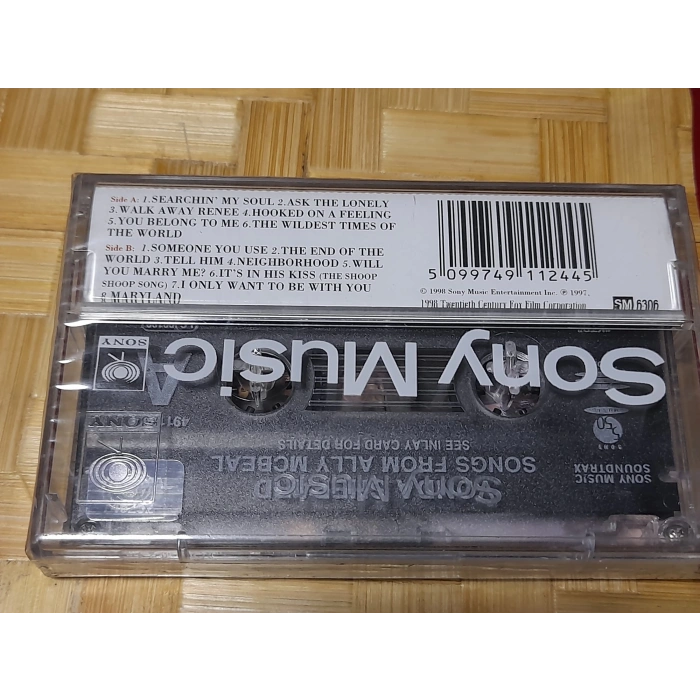 Side A: 1.SEARCHIN' MY SOUL 2.ASK THE LONELY
3.WALK AWAY RENEE 4.HOOKED ON A FEELING
5.YOU BELONG TO ME 6.THE WILDEST TIMES OF
THE WORLD
Side B: 1.SOMEONE YOU USE 2.THE END OF THE
WORLD 3.TELL HIM 4.NEIGHBORHOOD 5.WILL
YOU MARRY ME? 6.IT'S IN HIS KISS (THE SHOOP
SHOOP SONG) 7.I ONLY WANT TO BE WITH YOU
8.MARYLAND
5 099749 112445
© 1998 Sony Music Entertainment Inc. ℗ 1997,
1998 Twentieth Century Fox Film Corporation
SM 6306
SONY
Sony Music
A
SONY
4911
SEE INLAY CARD FOR DETAILS
SONGS FROM ALLY MCBEAL
Sony Music
550
SONY MUSIC
SOUNDTRAX